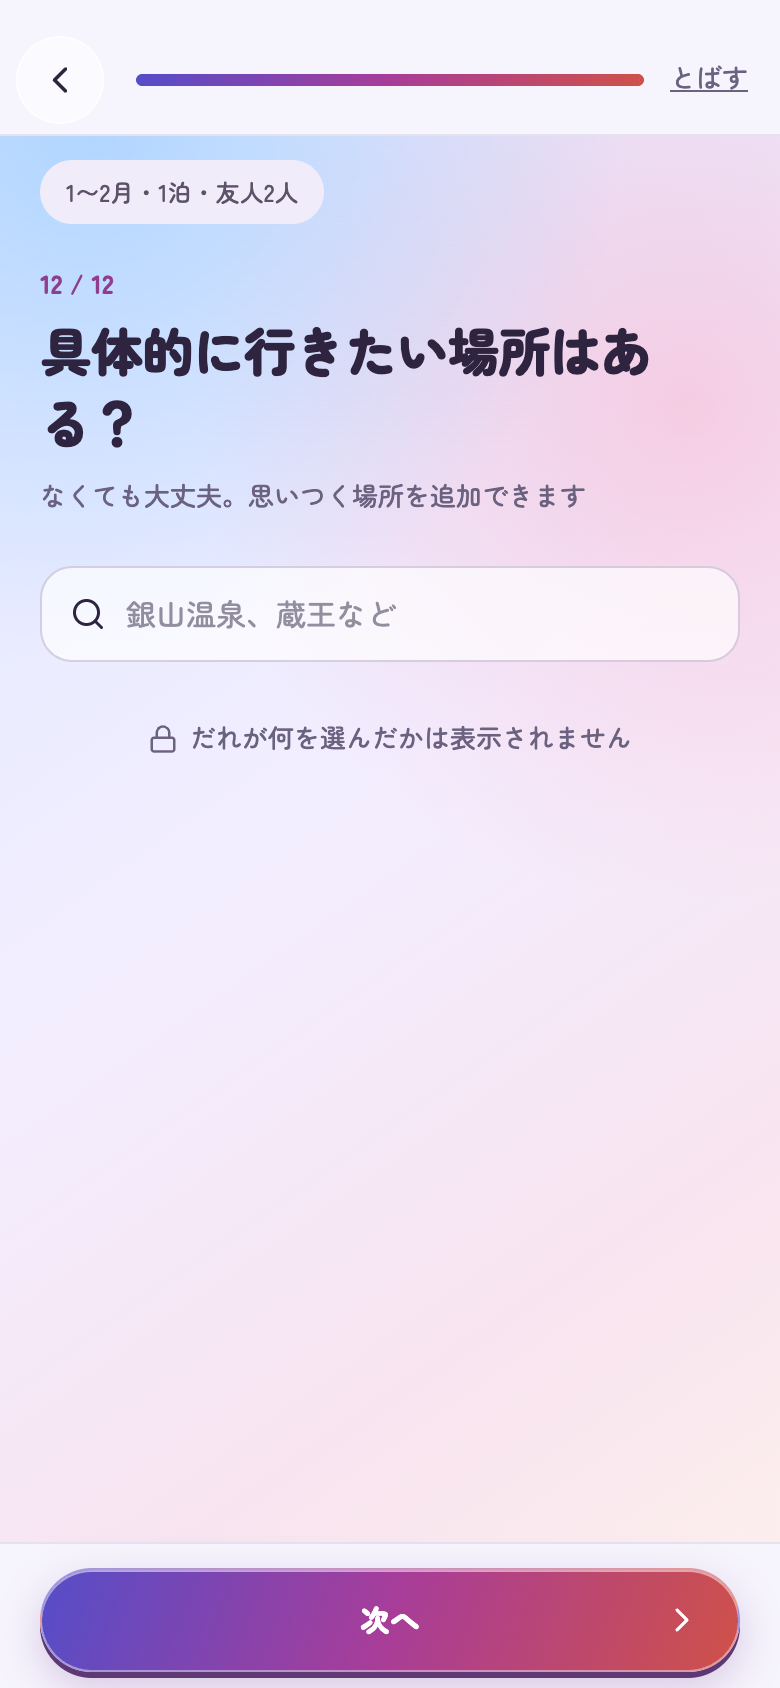 とばす
1〜2月・1泊・友人2人
12 / 12
具体的に行きたい場所はあ
る？
なくても大丈夫。思いつく場所を追加できます
銀山温泉、蔵王など
だれが何を選んだかは表示されません
次へ